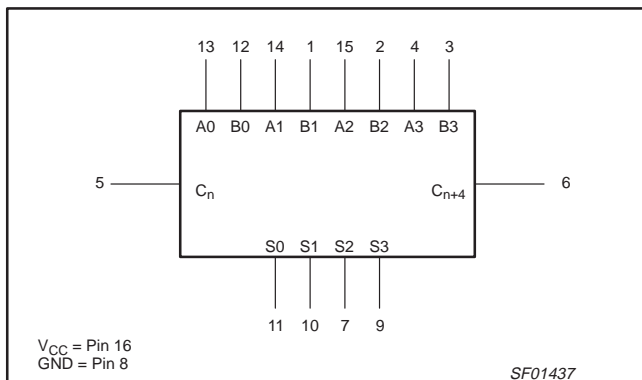 13 12 14 1 15 2 4 3
A0 B0 A1 B1 A2 B2 A3 B3
5 Cn Cn+4 6
S0 S1 S2 S3
11 10 7 9
VCC = Pin 16
GND = Pin 8
SF01437